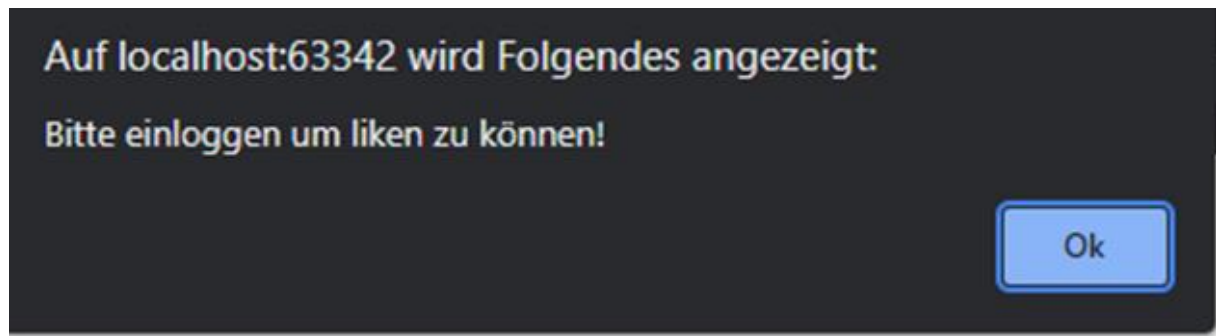 Auf localhost:63342 wird Folgendes angezeigt:
Bitte einloggen um liken zu können!
Ok